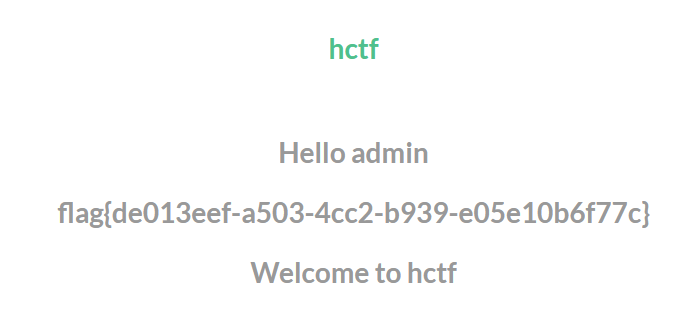 hctf
Hello admin
flag{de013eef-a503-4cc2-b939-e05e10b6f77c}
Welcome to hctf